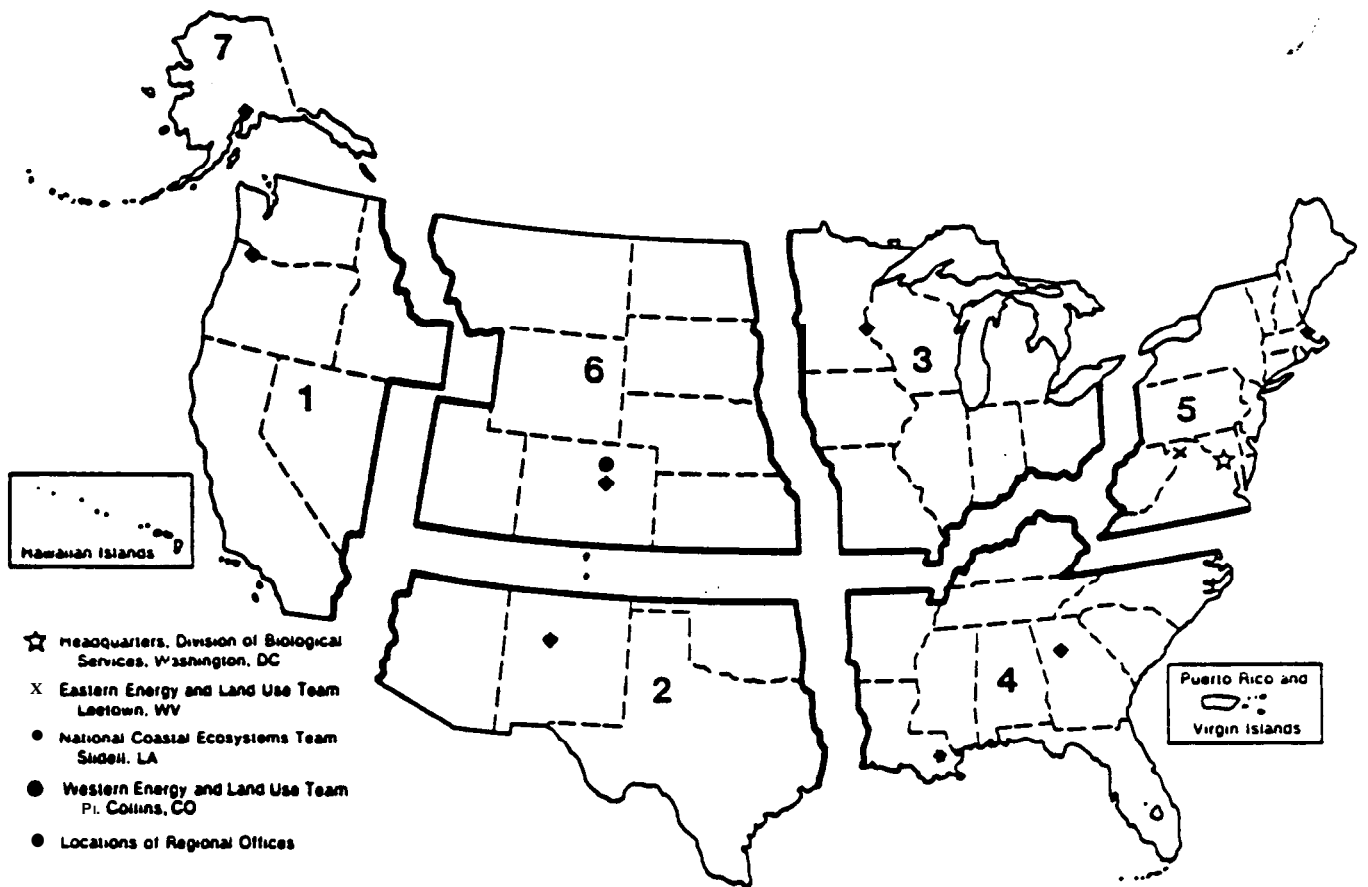 7
3
6
1
5
Hawaiian Islands
☆ Headquarters, Division of Biological
Services, Washington, DC
X Eastern Energy and Land Use Team
Leetown, WV
● National Coastal Ecosystems Team
Slidell, LA
● Western Energy and Land Use Team
Pt. Collins, CO
● Locations of Regional Offices
2
4
Puerto Rico and
Virgin Islands